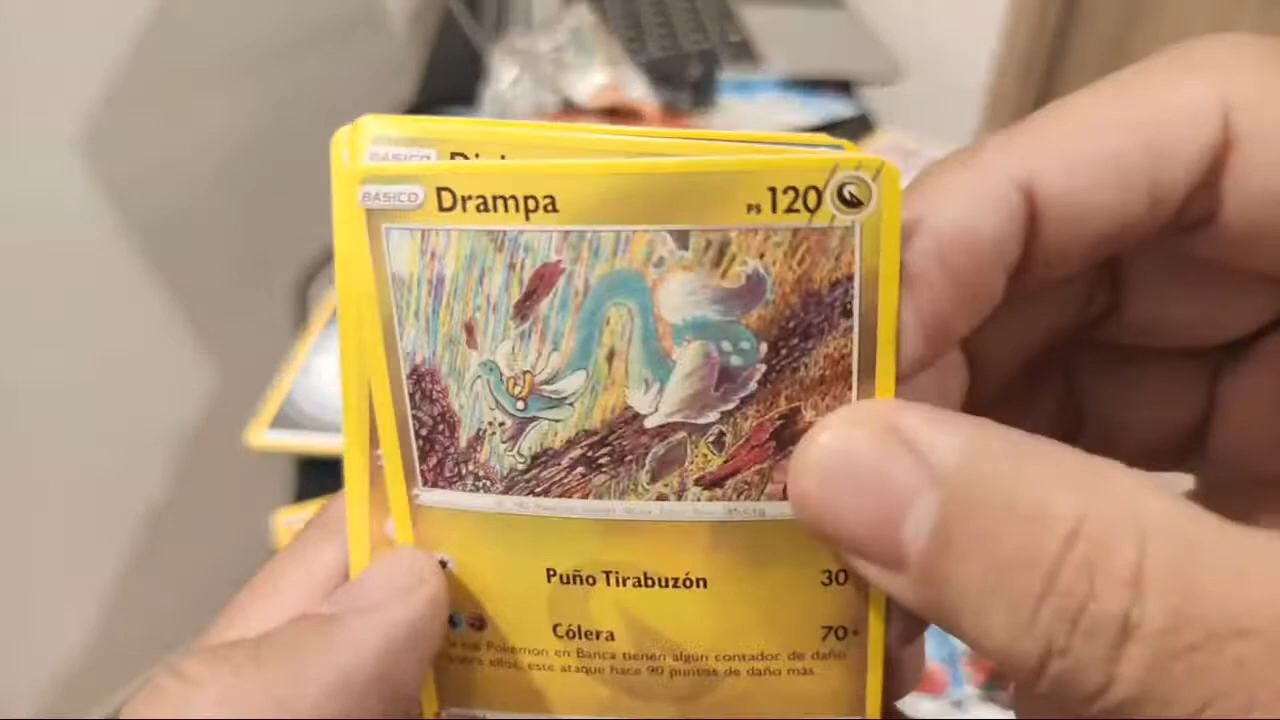 BÁSICO
BÁSICO Drampa PS 120
Puño Tirabuzón 30
Cólera 70+
Pokémon en Banca tienen algún contador de daño
ellos, este ataque hace 90 puntos de daño más.